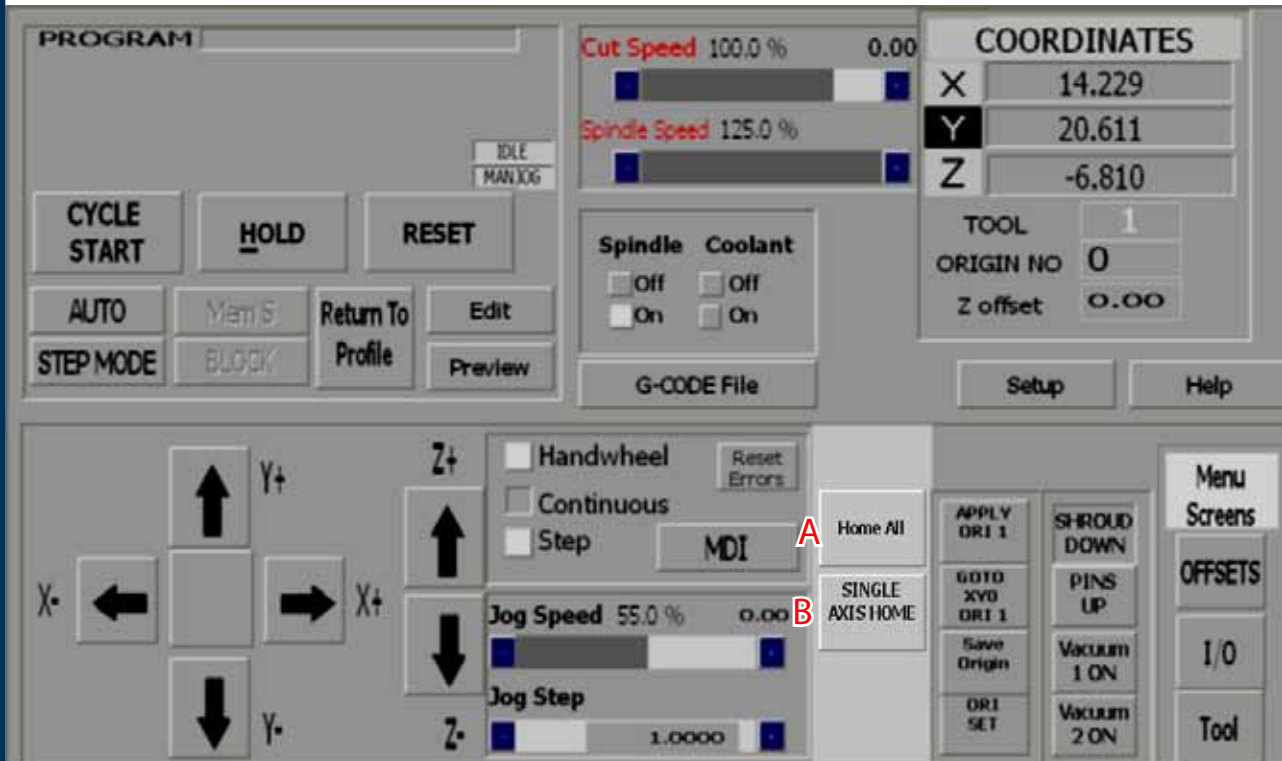 PROGRAM
IDLE
MANJOG
CYCLE
START
HOLD
RESET
AUTO
Mem S
Return To
Profile
Edit
STEP MODE
BLOCK
Preview
Cut Speed 100.0 % 0.00
Spindle Speed 125.0 %
Spindle Coolant
Off Off
On On
G-CODE File
COORDINATES
X 14.229
Y 20.611
Z -6.810
TOOL 1
ORIGIN NO 0
Z offset 0.00
Setup
Help
Y+
X-
X+
Y-
Z+
Z-
Handwheel
Continuous
Step
Reset
Errors
MDI
Jog Speed 55.0 % 0.00
Jog Step
1.0000
A Home All
B SINGLE
AXIS HOME
APPLY
ORI 1
GOTO
XY0
ORI 1
Save
Origin
ORI
SET
SHROUD
DOWN
PINS
UP
Vacuum
1 ON
Vacuum
2 ON
Menu
Screens
OFFSETS
I/O
Tool